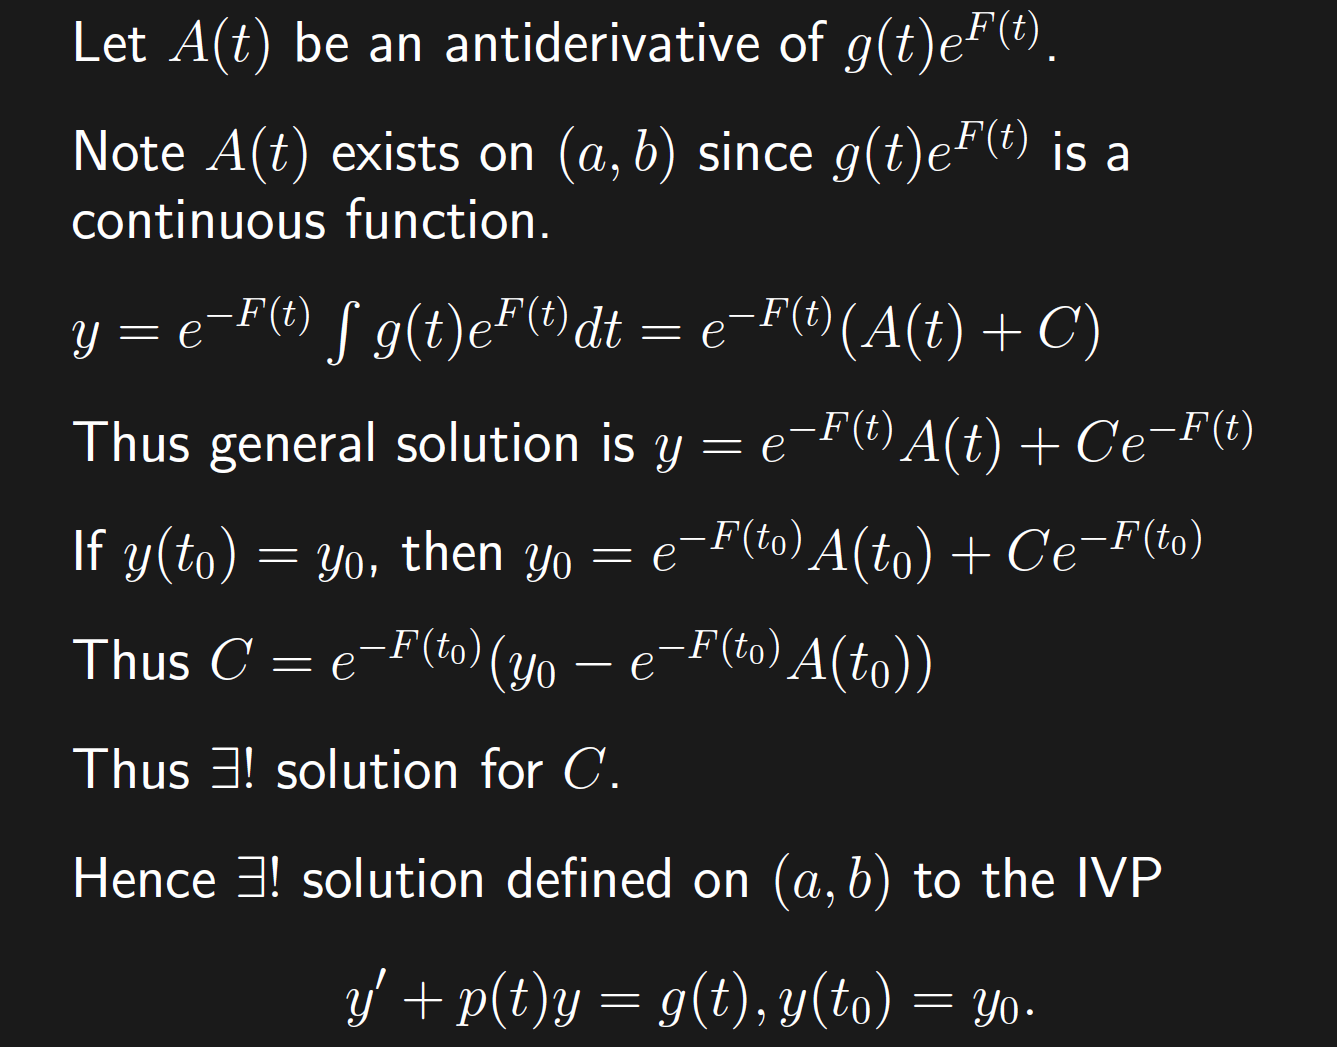 Let A(t) be an antiderivative of g(t)e^{F(t)}.
Note A(t) exists on (a, b) since g(t)e^{F(t)} is a
continuous function.
y = e^{-F(t)} ∫ g(t)e^{F(t)}dt = e^{-F(t)}(A(t) + C)
Thus general solution is y = e^{-F(t)}A(t) + Ce^{-F(t)}
If y(t_0) = y_0, then y_0 = e^{-F(t_0)}A(t_0) + Ce^{-F(t_0)}
Thus C = e^{-F(t_0)}(y_0 − e^{-F(t_0)}A(t_0))
Thus ∃! solution for C.
Hence ∃! solution defined on (a, b) to the IVP
y′ + p(t)y = g(t), y(t_0) = y_0.